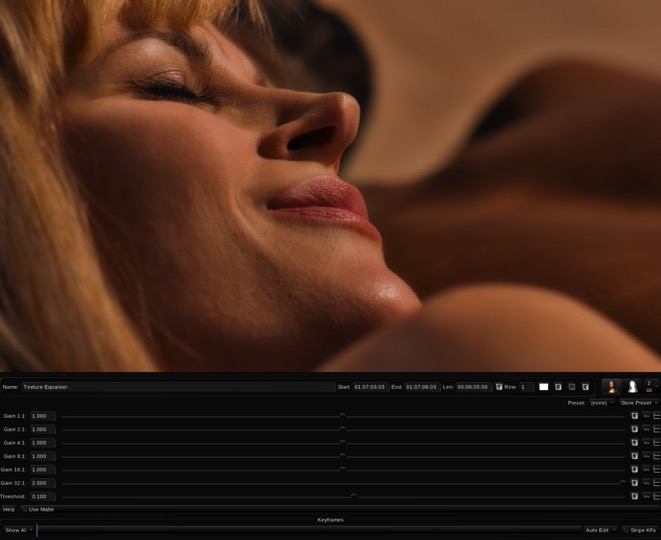 Name: Texture Equaliser Start: 01:07:03:03 End: 01:07:08:03 Len: 00:00:05:00 Row: 1 2
Preset: (none) Store Preset
Gain 1:1: 1.000
Gain 2:1: 1.000
Gain 4:1: 1.000
Gain 8:1: 1.000
Gain 16:1: 1.000
Gain 32:1: 2.000
Threshold: 0.100
Help Use Matte
Keyframes
Show All Auto Edit Stripe KFs